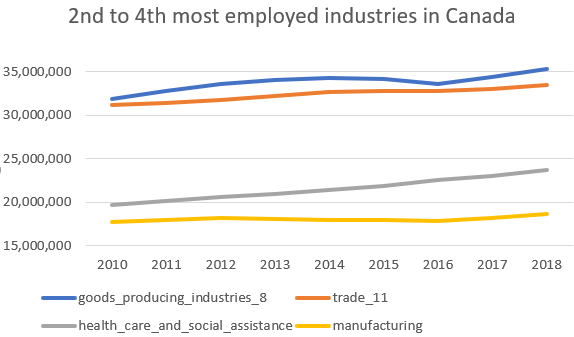 2nd to 4th most employed industries in Canada
35,000,000
30,000,000
25,000,000
20,000,000
15,000,000
2010 2011 2012 2013 2014 2015 2016 2017 2018
goods_producing_industries_8 trade_11
health_care_and_social_assistance manufacturing